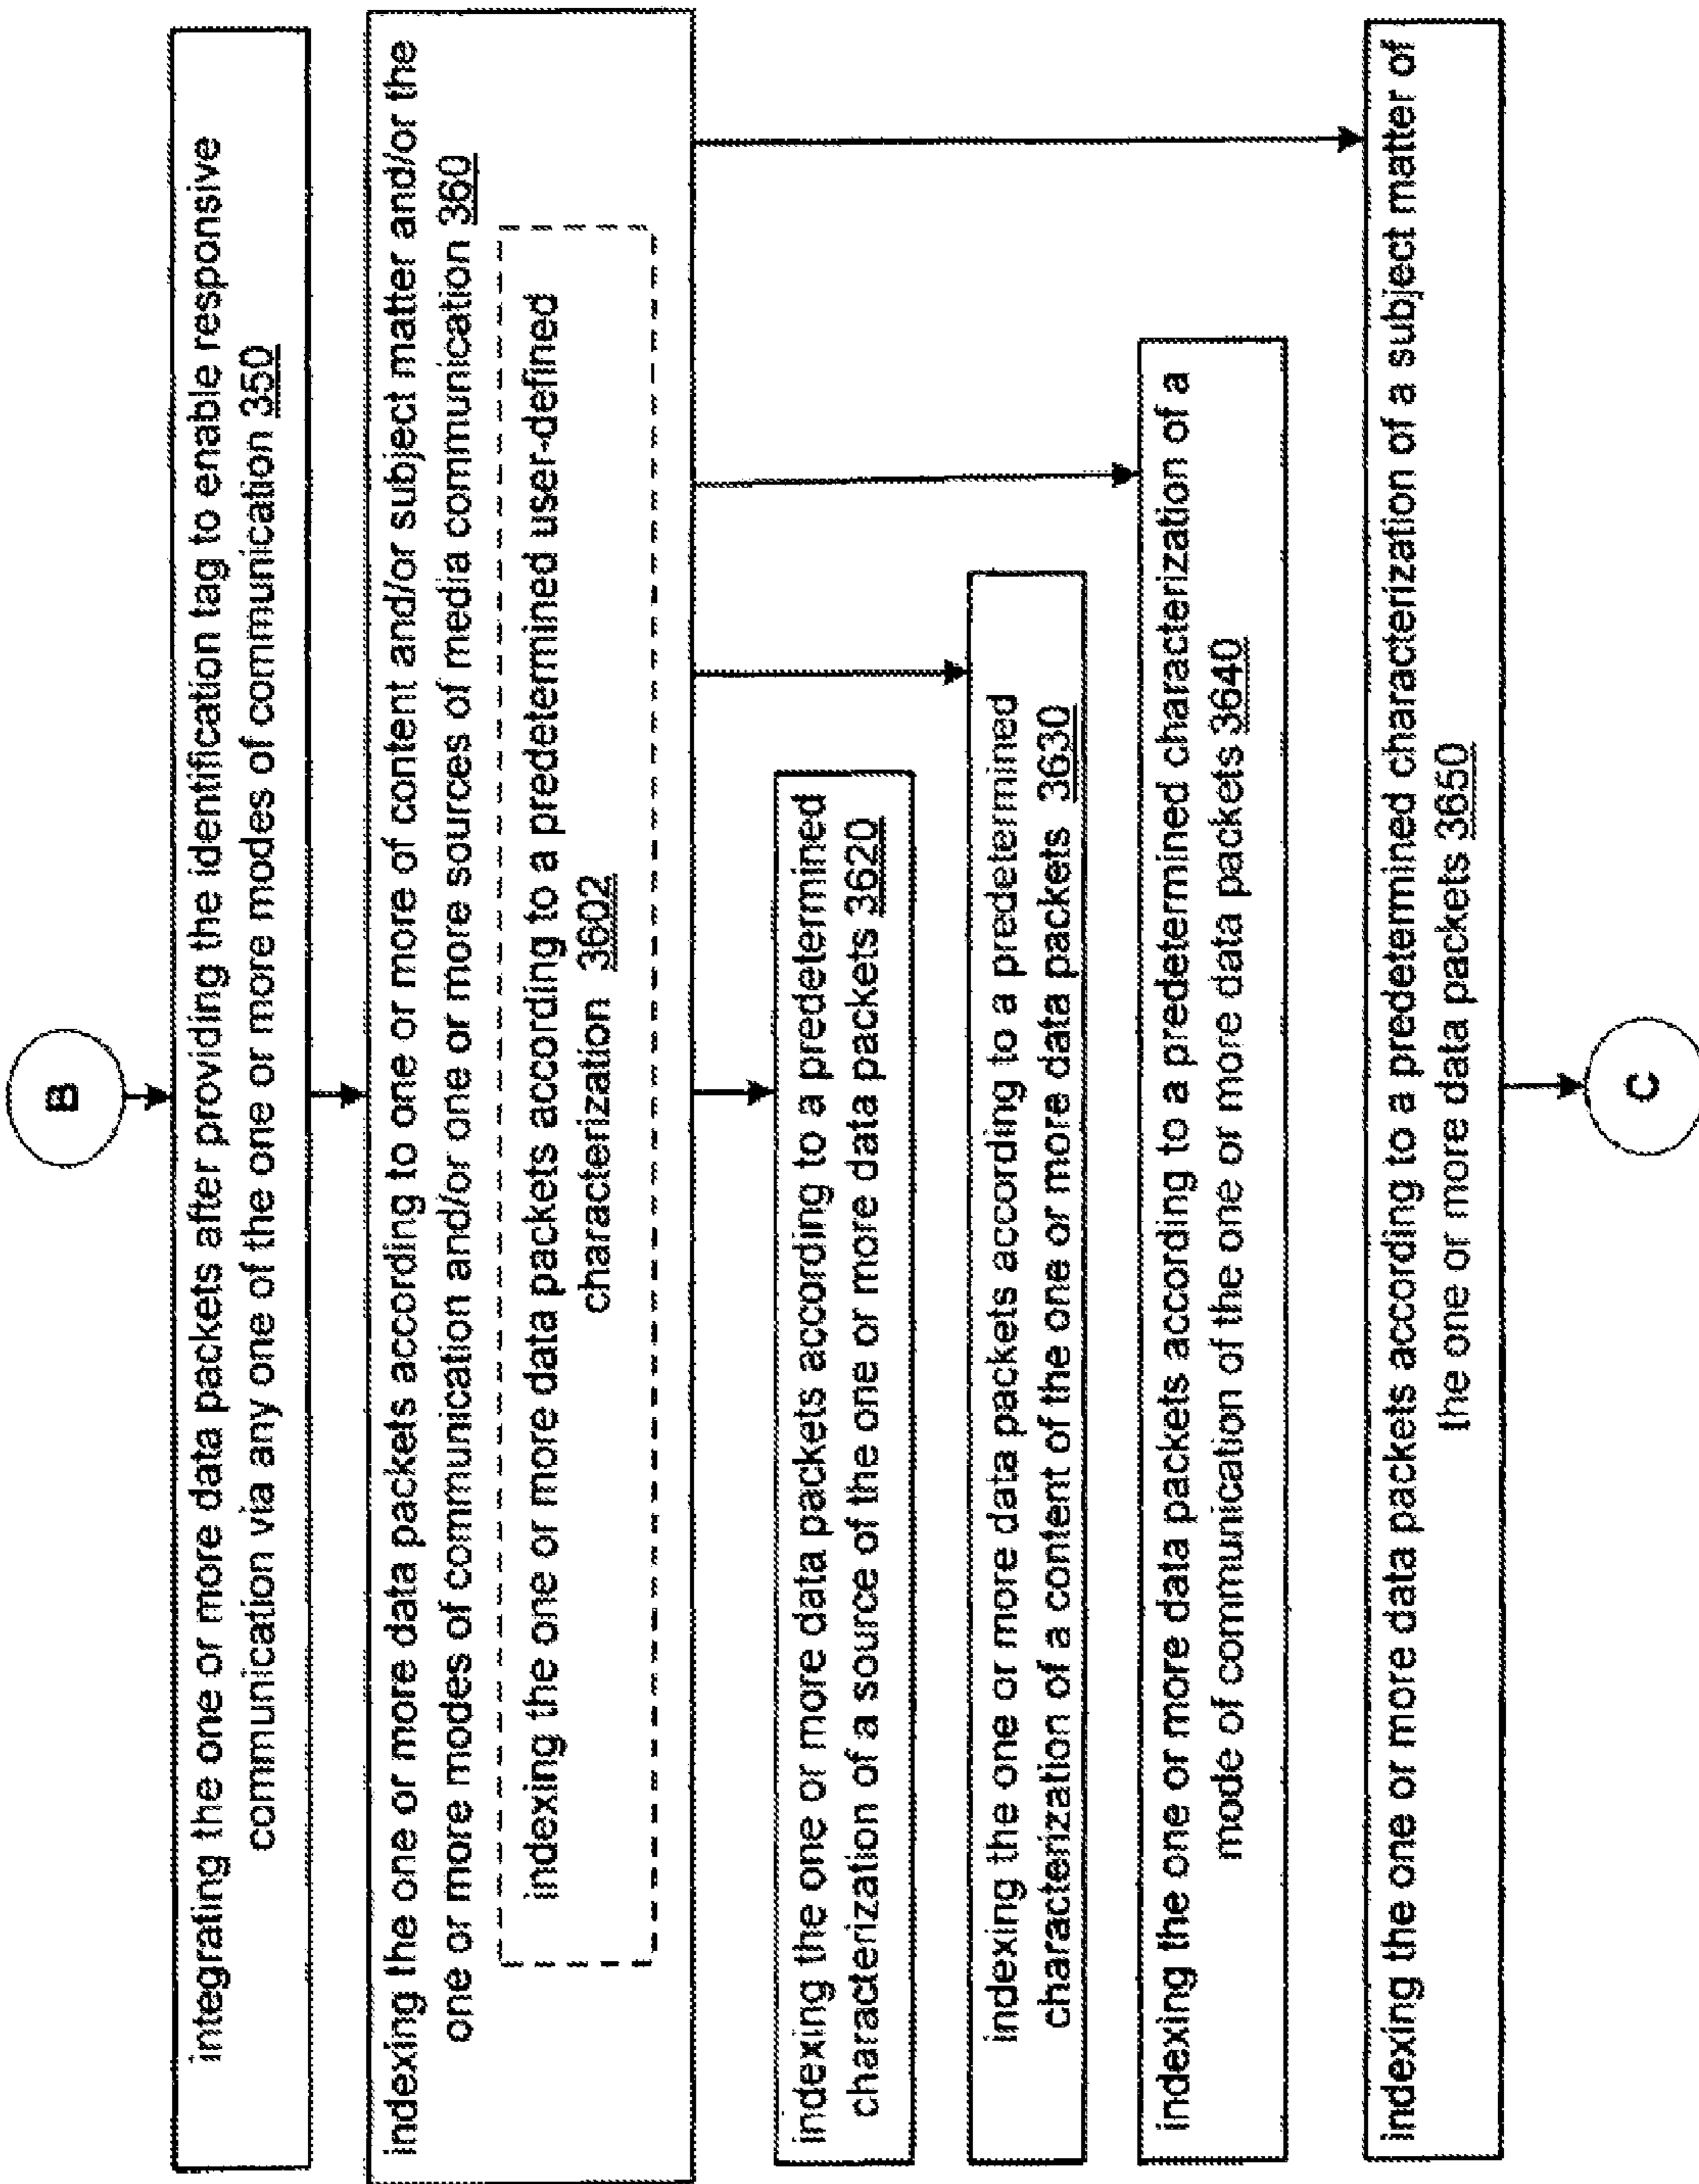 B
integrating the one or more data packets after providing the identification tag to enable responsive
communication via any one of the one or more modes of communication 350
indexing the one or more data packets according to one or more of content and/or subject matter and/or the
one or more modes of communication and/or one or more sources of media communication 360
indexing the one or more data packets according to a predetermined user-defined
characterization 3602
indexing the one or more data packets according to a predetermined
characterization of a source of the one or more data packets 3620
indexing the one or more data packets according to a predetermined
characterization of a content of the one or more data packets 3630
indexing the one or more data packets according to a predetermined characterization of a
mode of communication of the one or more data packets 3640
indexing the one or more data packets according to a predetermined characterization of a subject matter of
the one or more data packets 3650
C